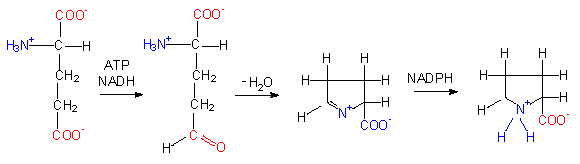 COO⁻
H₃N⁺ C H
CH₂
CH₂
COO⁻
ATP
NADH
COO⁻
H₃N⁺ C H
CH₂
CH₂
H C O
-H₂O
H H
H H
H N⁺
COO⁻
NADPH
H H
H H
H N⁺
COO⁻
H H